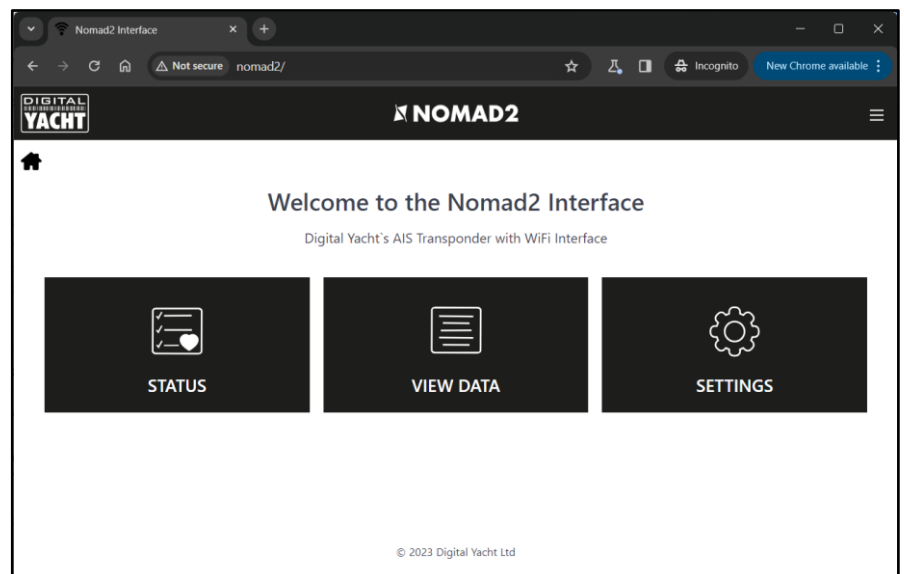 Nomad2 Interface
Not secure nomad2/ Incognito New Chrome available
DIGITAL
YACHT
NOMAD2
Welcome to the Nomad2 Interface
Digital Yacht`s AIS Transponder with WiFi Interface
STATUS VIEW DATA SETTINGS
© 2023 Digital Yacht Ltd